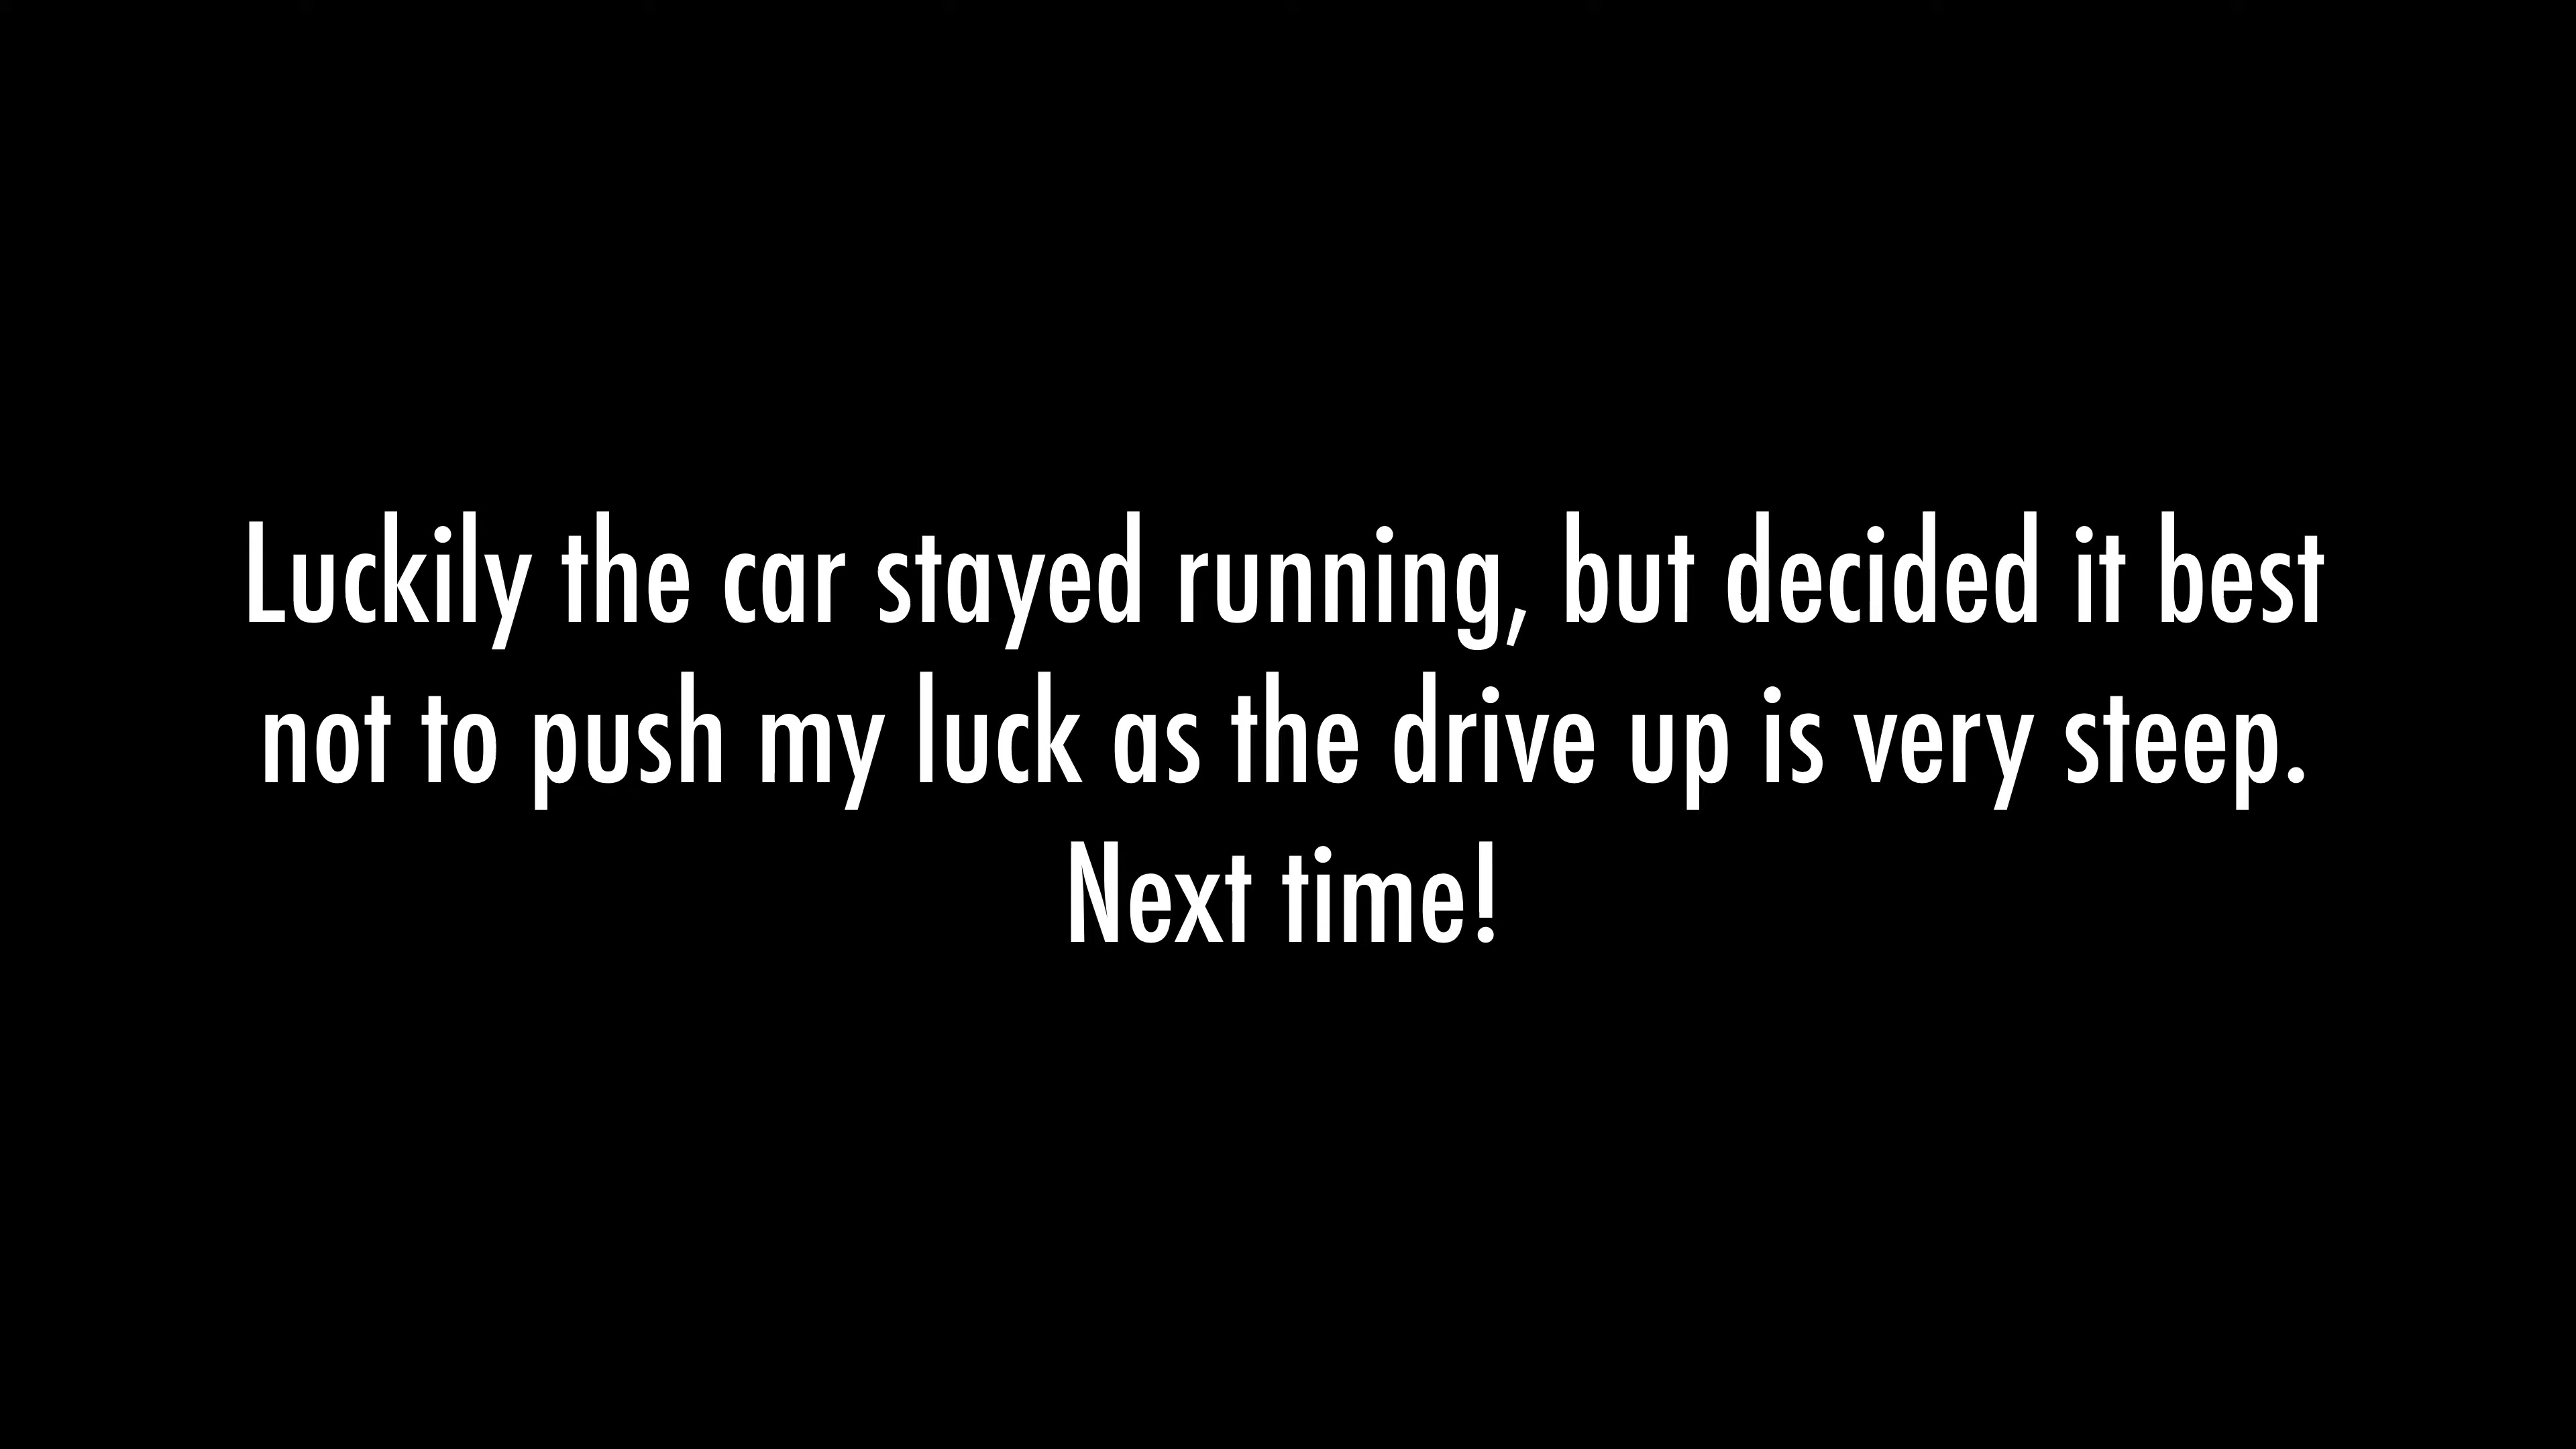 Luckily the car stayed running, but decided it best
not to push my luck as the drive up is very steep.
Next time!